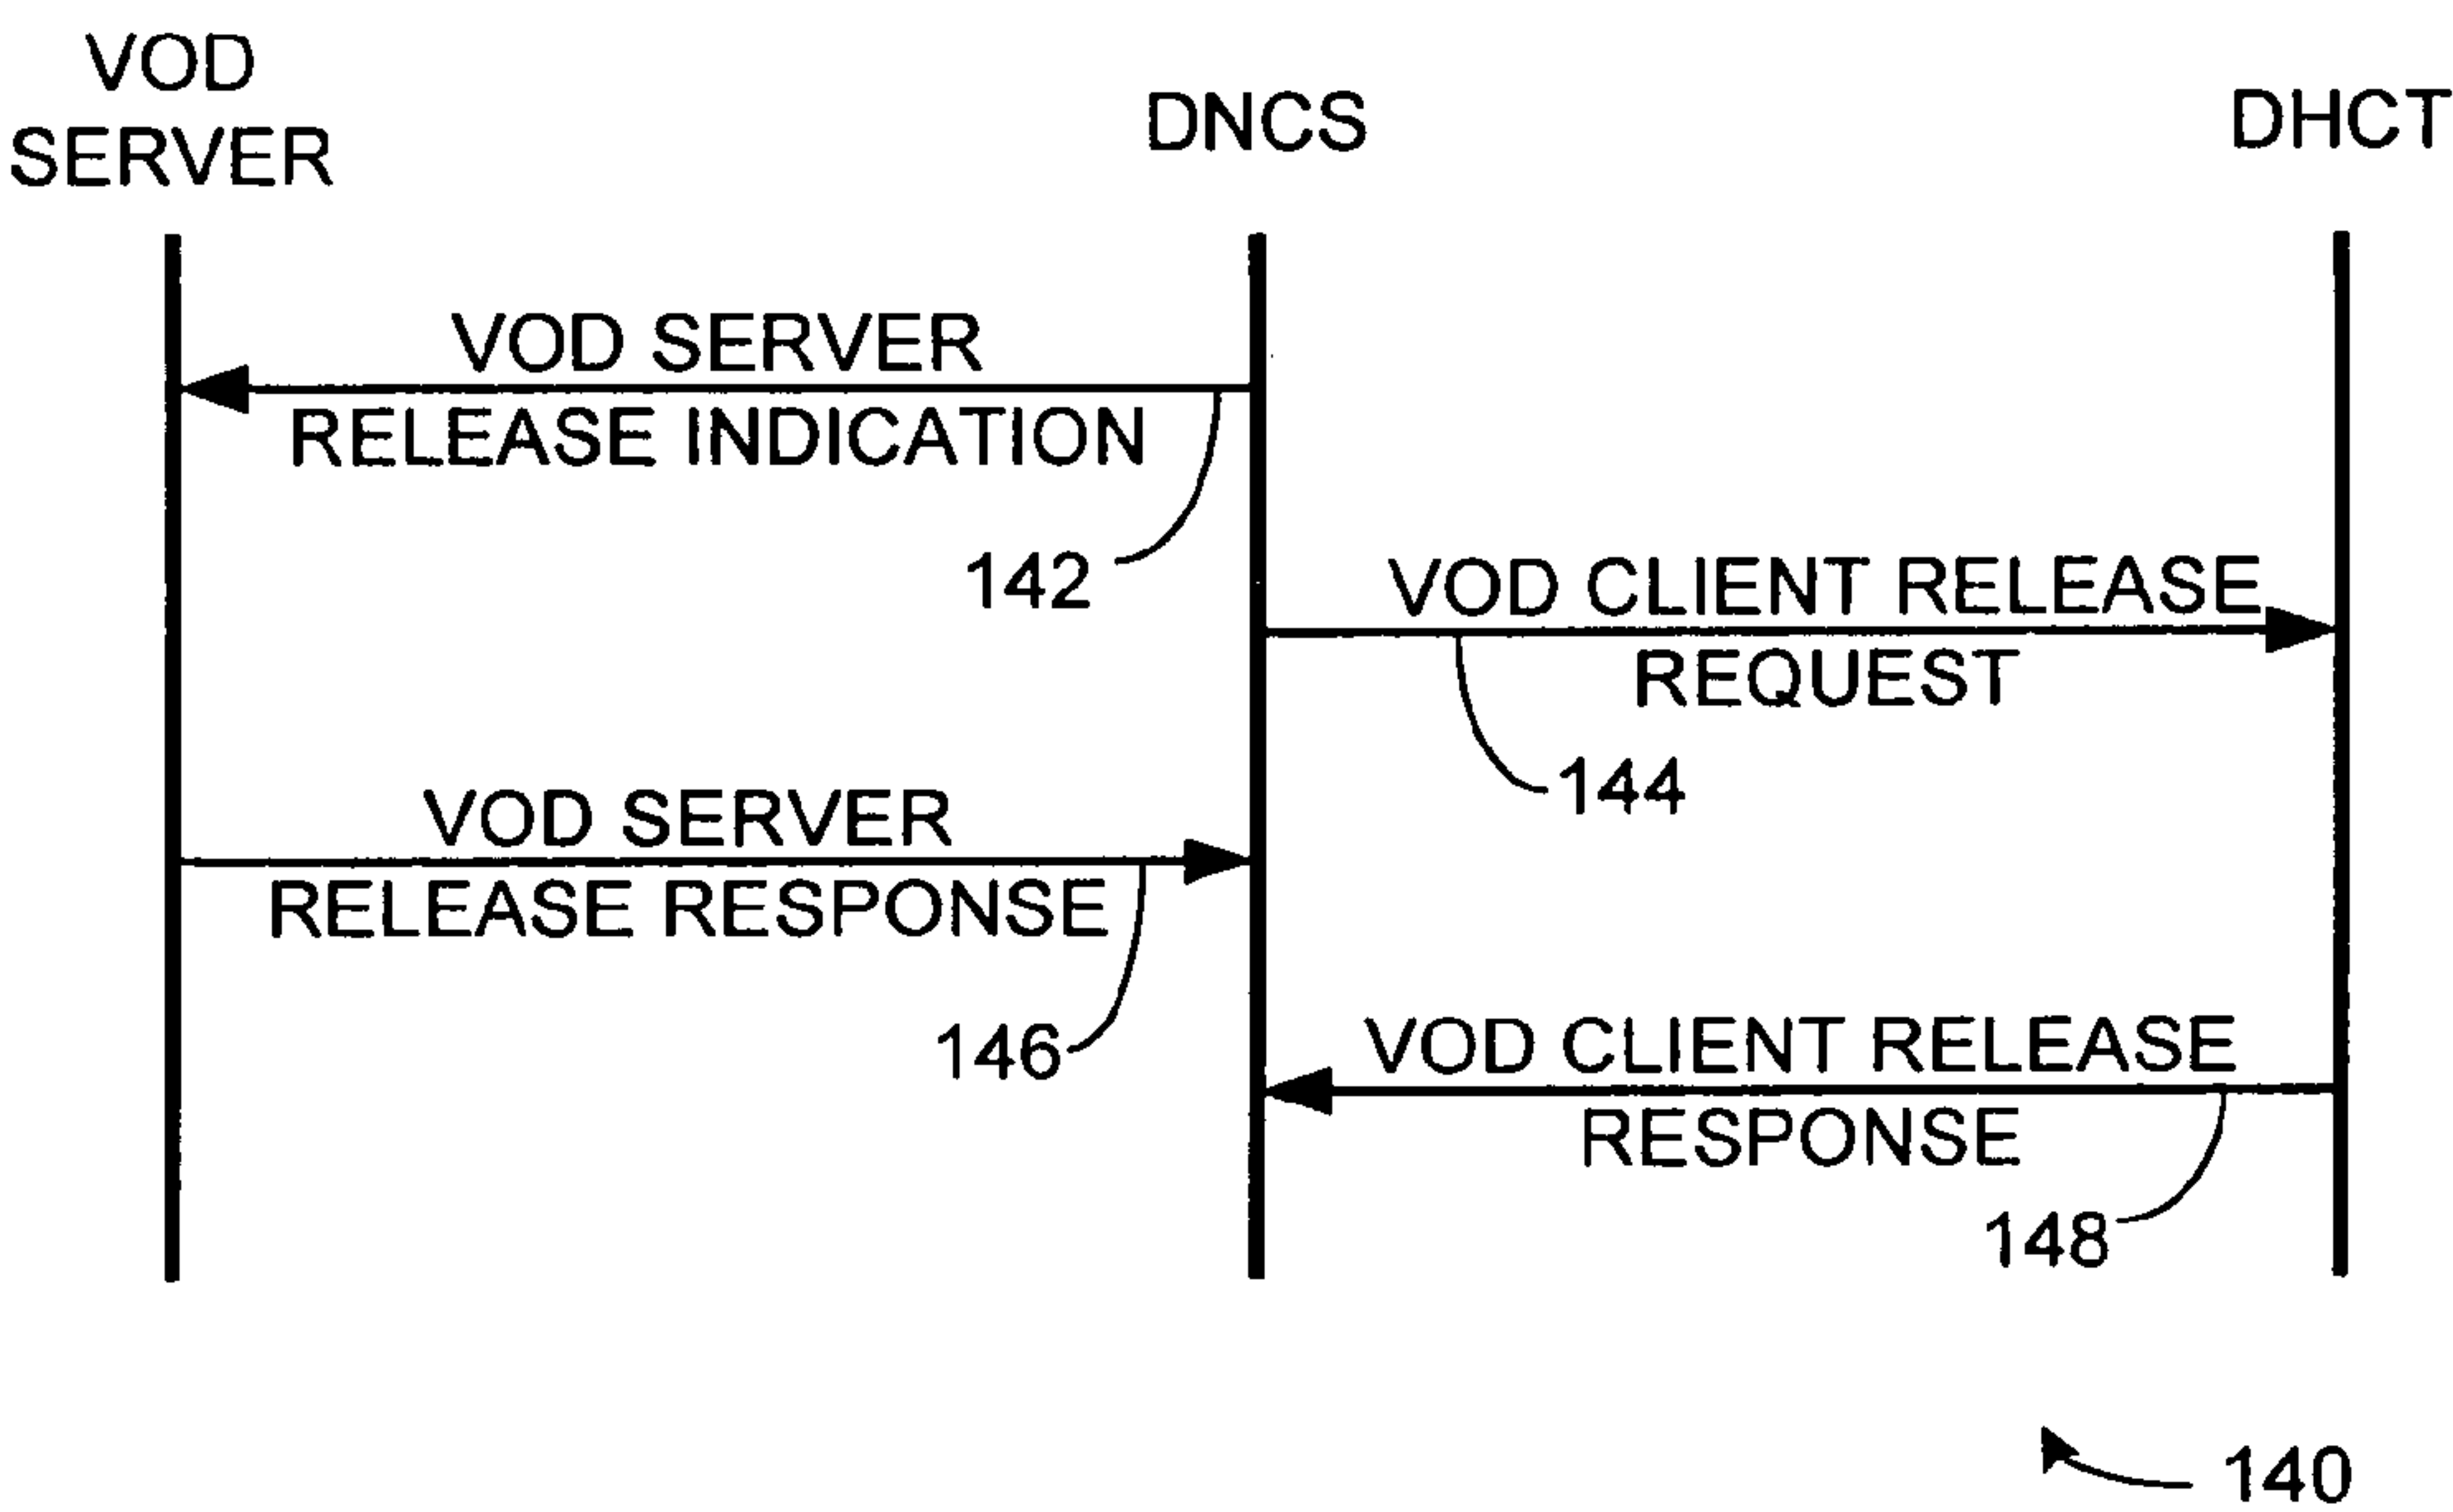 VOD
SERVER
DNCS
DHCT
VOD SERVER
RELEASE INDICATION
142
VOD CLIENT RELEASE
REQUEST
144
VOD SERVER
RELEASE RESPONSE
146
VOD CLIENT RELEASE
RESPONSE
148
140